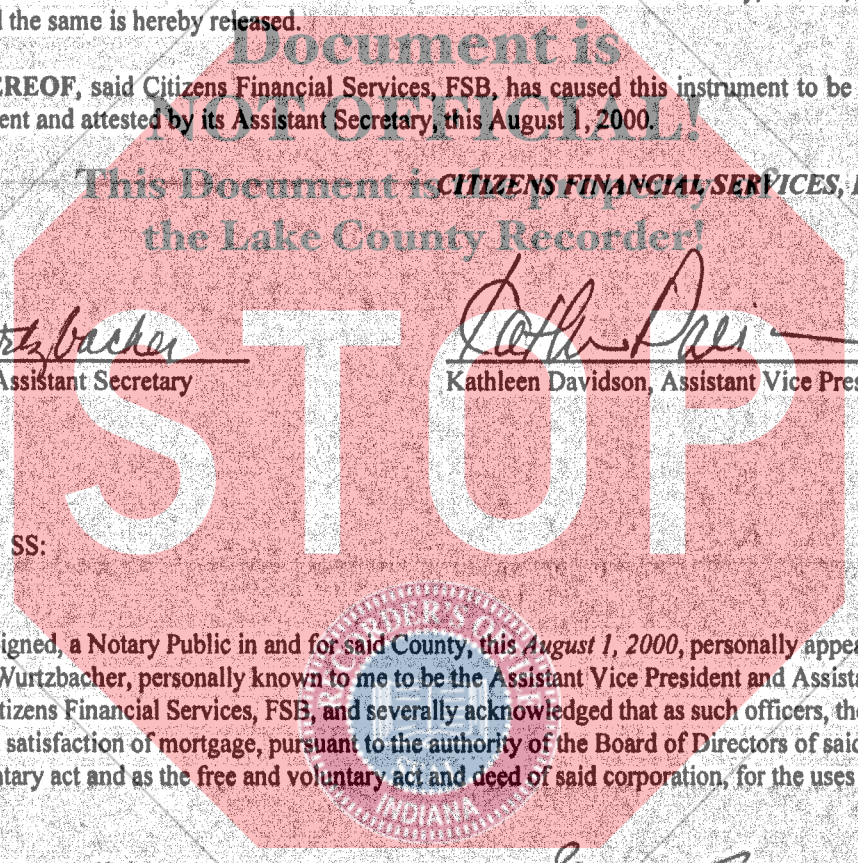 d the same is hereby released.
Document is
EREOF, said Citizens Financial Services, FSB, has caused this instrument to be
NOT OFFICIAL!
ent and attested by its Assistant Secretary, this August 1, 2000.
This Document is the property of
CITIZENS FINANCIAL SERVICES, F
the Lake County Recorder!
rtzbacher
Assistant Secretary
Kathleen Davidson, Assistant Vice Pres
STOP
SS:
igned, a Notary Public in and for said County, this August 1, 2000, personally appea
Wurtzbacher, personally known to me to be the Assistant Vice President and Assista
tizens Financial Services, FSB, and severally acknowledged that as such officers, the
satisfaction of mortgage, pursuant to the authority of the Board of Directors of said
ntary act and as the free and voluntary act and deed of said corporation, for the uses
RECORDER'S OF
INDIANA